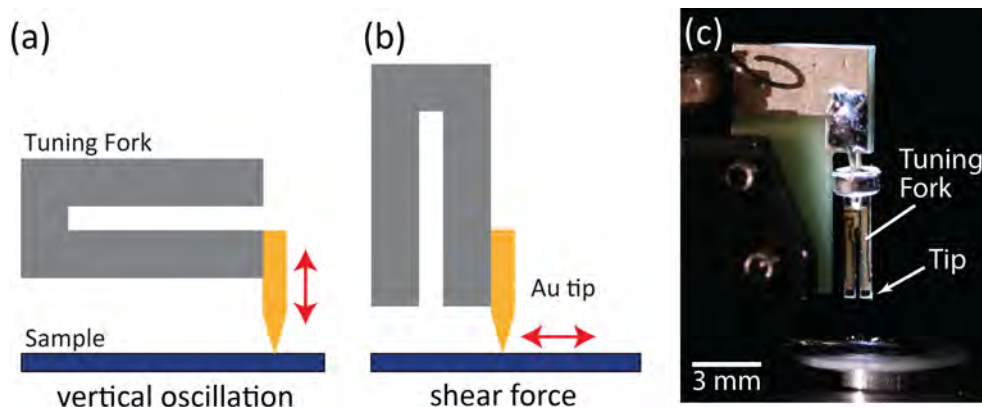 (a)
Tuning Fork
Sample
vertical oscillation
(b)
Au tip
shear force
(c)
Tuning
Fork
Tip
3 mm